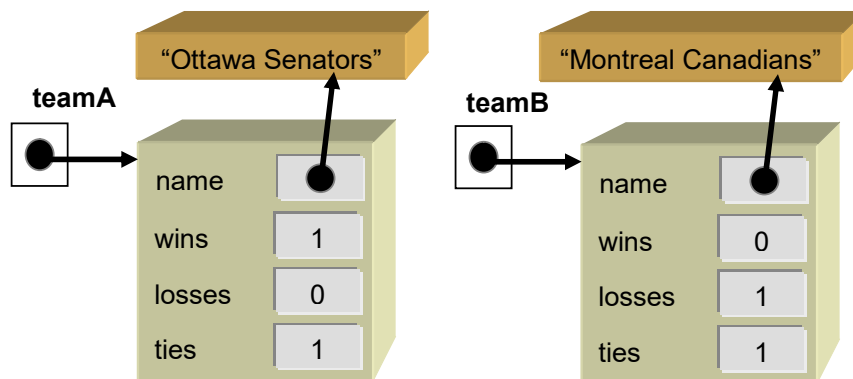 “Ottawa Senators”
teamA
name
wins 1
losses 0
ties 1
“Montreal Canadians”
teamB
name
wins 0
losses 1
ties 1